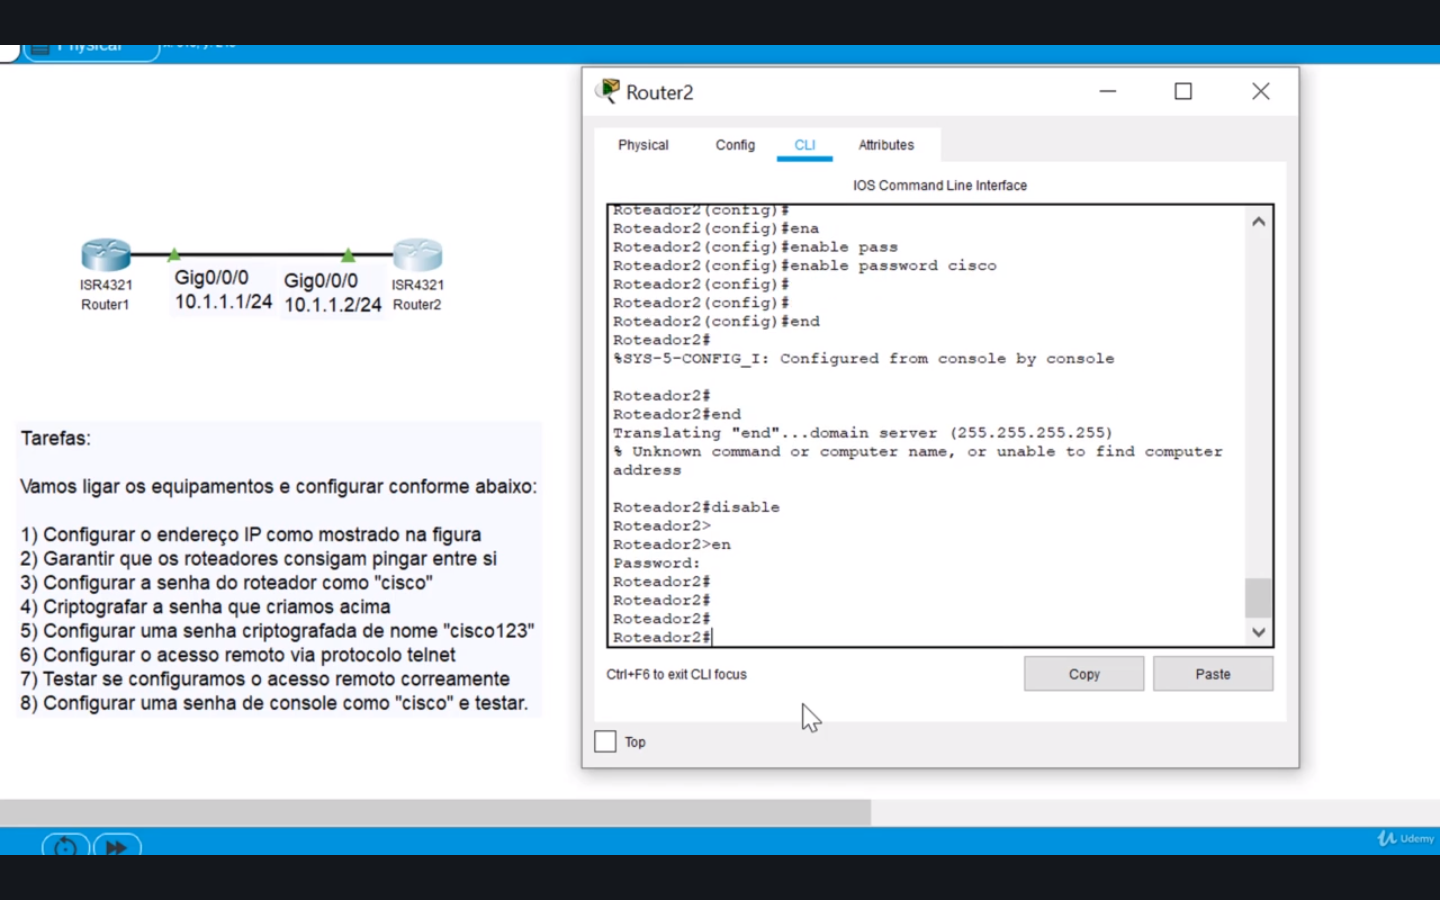 Physical
Router2
Physical
Config
CLI
Attributes
IOS Command Line Interface
Roteador2(config)#
Roteador2(config)#ena
Roteador2(config)#enable pass
Roteador2(config)#enable password cisco
Roteador2(config)#
Roteador2(config)#
Roteador2(config)#end
Roteador2#
%SYS-5-CONFIG_I: Configured from console by console
Roteador2#
Roteador2#end
Translating "end"...domain server (255.255.255.255)
% Unknown command or computer name, or unable to find computer
address
Roteador2#disable
Roteador2>
Roteador2>en
Password:
Roteador2#
Roteador2#
Roteador2#
Roteador2#
Ctrl+F6 to exit CLI focus
Copy
Paste
Top
ISR4321
Router1
Gig0/0/0
10.1.1.1/24
Gig0/0/0
10.1.1.2/24
ISR4321
Router2
Tarefas:
Vamos ligar os equipamentos e configurar conforme abaixo:
1) Configurar o endereço IP como mostrado na figura
2) Garantir que os roteadores consigam pingar entre si
3) Configurar a senha do roteador como "cisco"
4) Criptografar a senha que criamos acima
5) Configurar uma senha criptografada de nome "cisco123"
6) Configurar o acesso remoto via protocolo telnet
7) Testar se configuramos o acesso remoto correamente
8) Configurar uma senha de console como "cisco" e testar.
Udemy